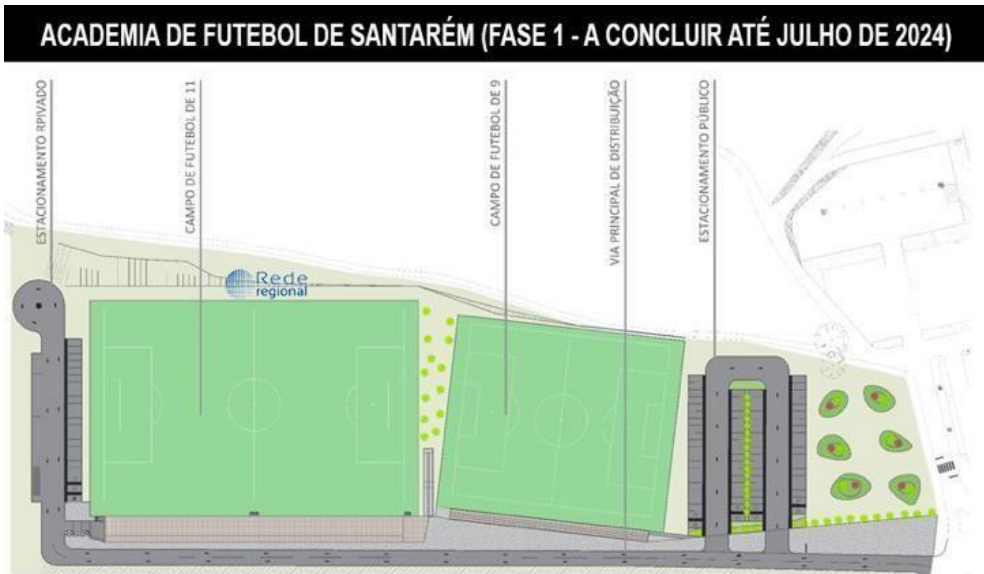 ACADEMIA DE FUTEBOL DE SANTARÉM (FASE 1 - A CONCLUIR ATÉ JULHO DE 2024)
ESTACIONAMENTO RPIVADO
CAMPO DE FUTEBOL DE 11
CAMPO DE FUTEBOL DE 9
VIA PRINCIPAL DE DISTRIBUIÇÃO
ESTACIONAMENTO PÚBLICO
Rede
regional